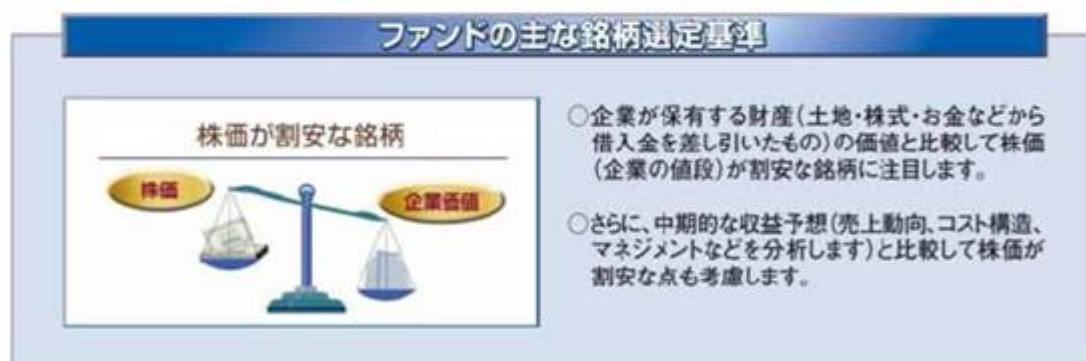 ファンドの主な銘柄選定基準
株価が割安な銘柄
株価
企業価値
○企業が保有する財産(土地・株式・お金などから
借入金を差し引いたもの)の価値と比較して株価
(企業の値段)が割安な銘柄に注目します。
○さらに、中期的な収益予想(売上動向、コスト構造、
マネジメントなどを分析します)と比較して株価が
割安な点も考慮します。